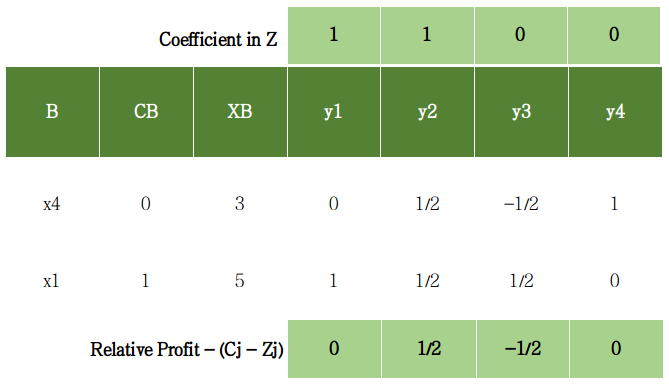 Coefficient in Z 1 1 0 0
B CB XB y1 y2 y3 y4
x4 0 3 0 1/2 −1/2 1
x1 1 5 1 1/2 1/2 0
Relative Profit – (Cj – Zj) 0 1/2 −1/2 0